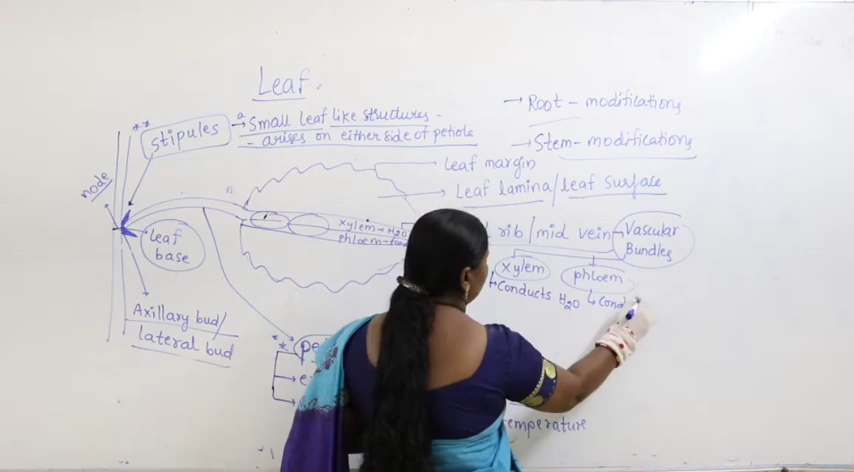 Leaf.
→ Root - modifications
→ Stem - modifications
** Stipules
→ a Small leaf like structures -
- arises on either side of petiole
leaf margin
Leaf lamina/leaf surface
node
leaf
base
xylem → H2O
phloem -
rib / mid vein
Vascular
Bundles
xylem
phloem
Conducts H2O
Axillary bud/
lateral bud
**
temperature